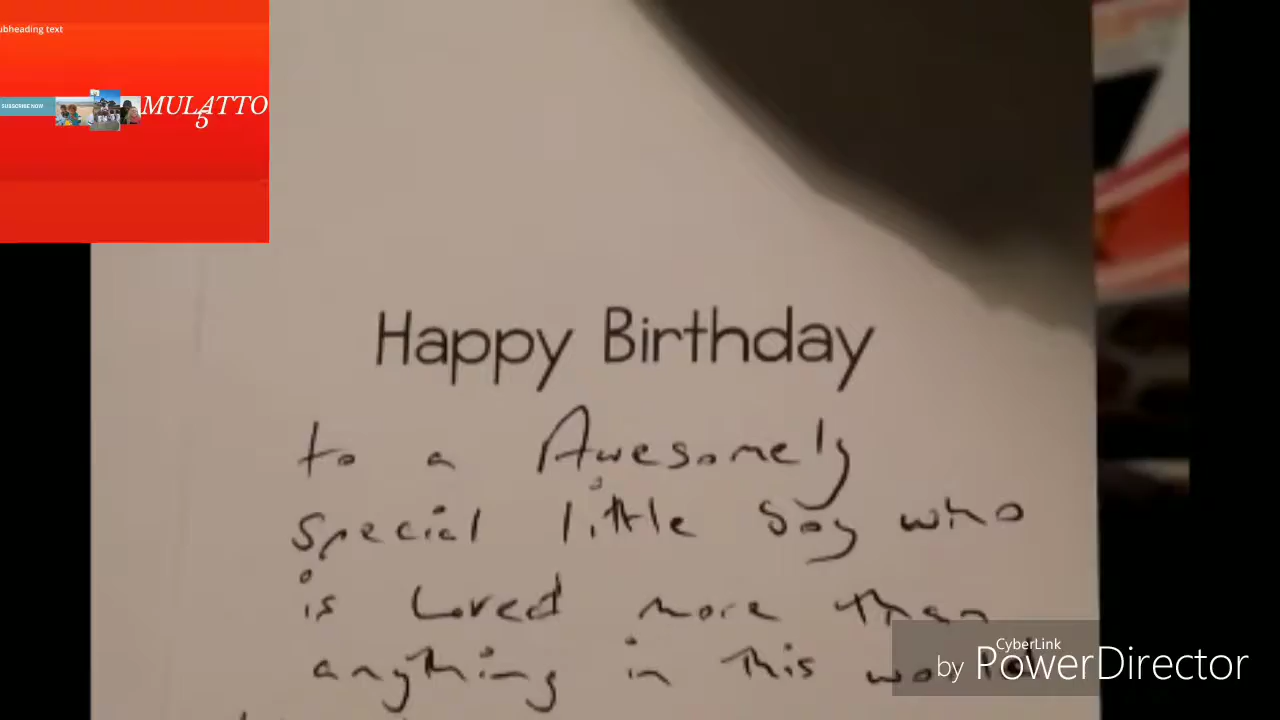 ubheading text
SUBSCRIBE NOW
MULATTO
5
Happy Birthday
to a Awesomely
special little boy who
is Loved more than
anything in this world
CyberLink
by PowerDirector